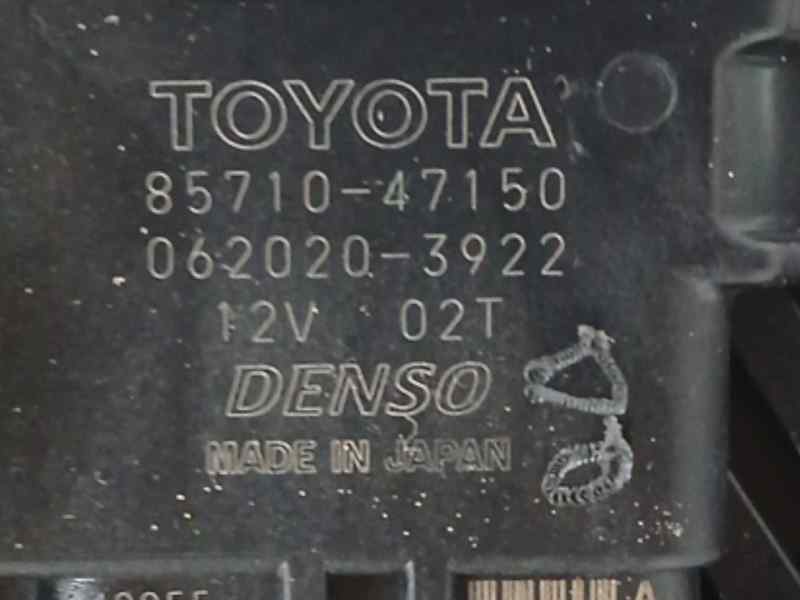 TOYOTA
85710-47150
062020-3922
12V 02T
DENSO
MADE IN JAPAN
A